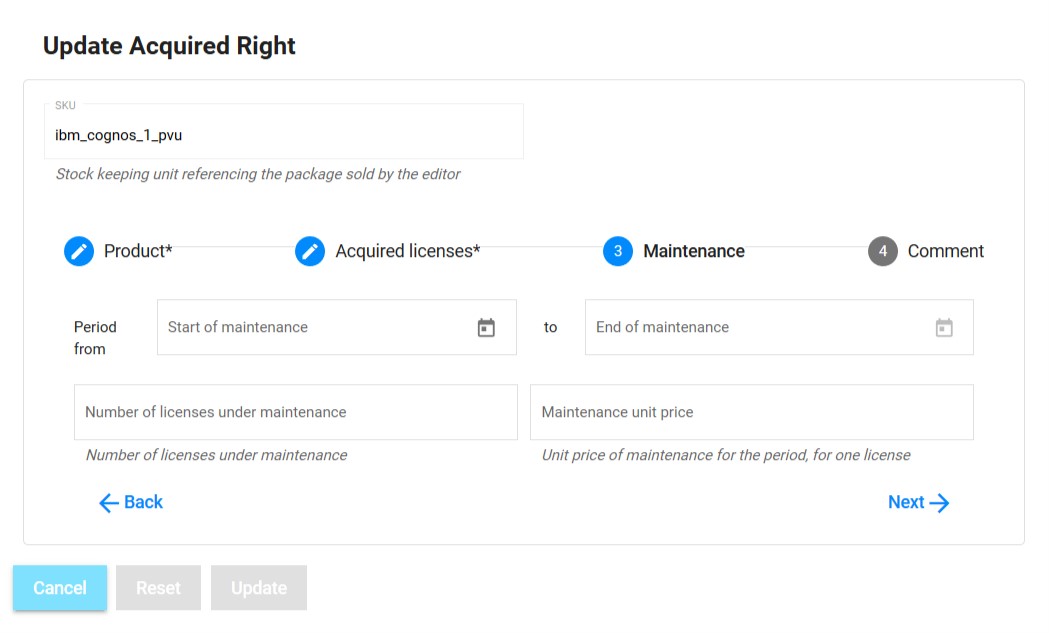 Update Acquired Right
SKU
ibm_cognos_1_pvu
Stock keeping unit referencing the package sold by the editor
Product* Acquired licenses* 3 Maintenance 4 Comment
Period from Start of maintenance to End of maintenance
Number of licenses under maintenance Maintenance unit price
Number of licenses under maintenance Unit price of maintenance for the period, for one license
Back Next
Cancel Reset Update